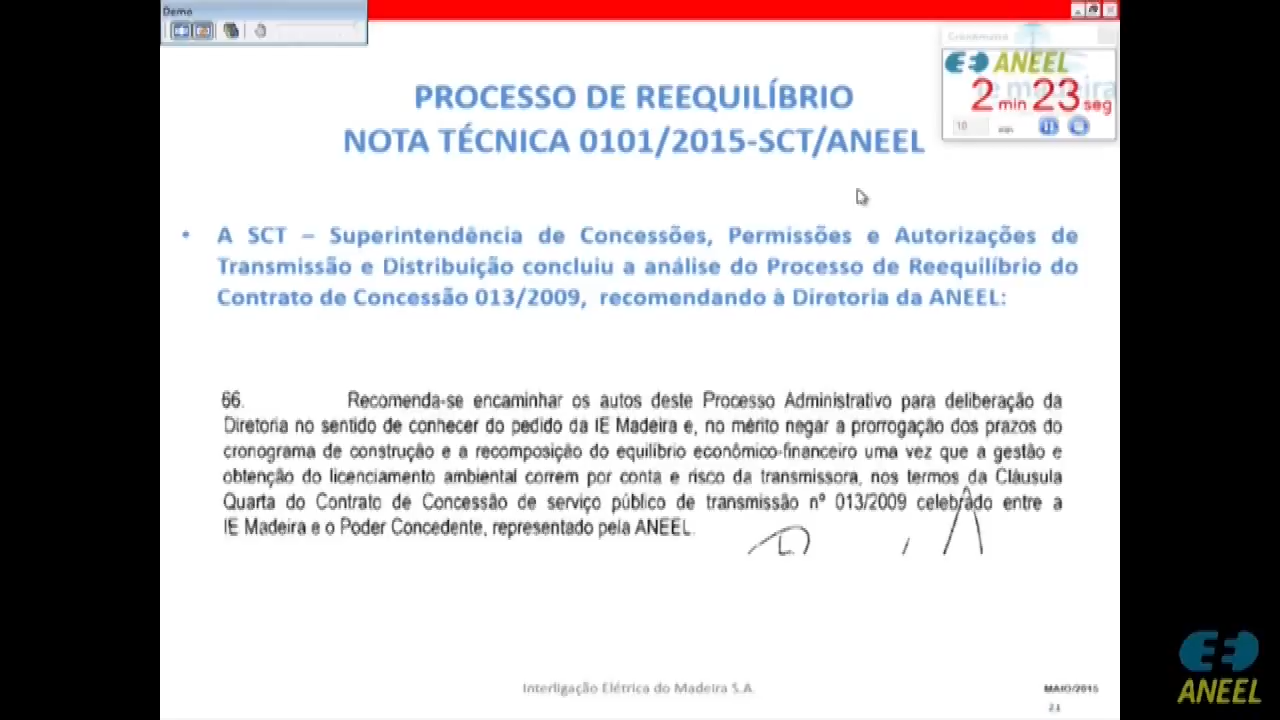 Demo
Cronômetro
ANEEL
2 min 23 seg
10 min
PROCESSO DE REEQUILÍBRIO
NOTA TÉCNICA 0101/2015-SCT/ANEEL
• A SCT – Superintendência de Concessões, Permissões e Autorizações de
Transmissão e Distribuição concluiu a análise do Processo de Reequilíbrio do
Contrato de Concessão 013/2009, recomendando à Diretoria da ANEEL:
66. Recomenda-se encaminhar os autos deste Processo Administrativo para deliberação da
Diretoria no sentido de conhecer do pedido da IE Madeira e, no mérito negar a prorrogação dos prazos do
cronograma de construção e a recomposição do equilíbrio econômico-financeiro uma vez que a gestão e
obtenção do licenciamento ambiental correm por conta e risco da transmissora, nos termos da Cláusula
Quarta do Contrato de Concessão de serviço público de transmissão nº 013/2009 celebrado entre a
IE Madeira e o Poder Concedente, representado pela ANEEL.
Interligação Elétrica do Madeira S.A.
MAIO/2015
21
ANEEL